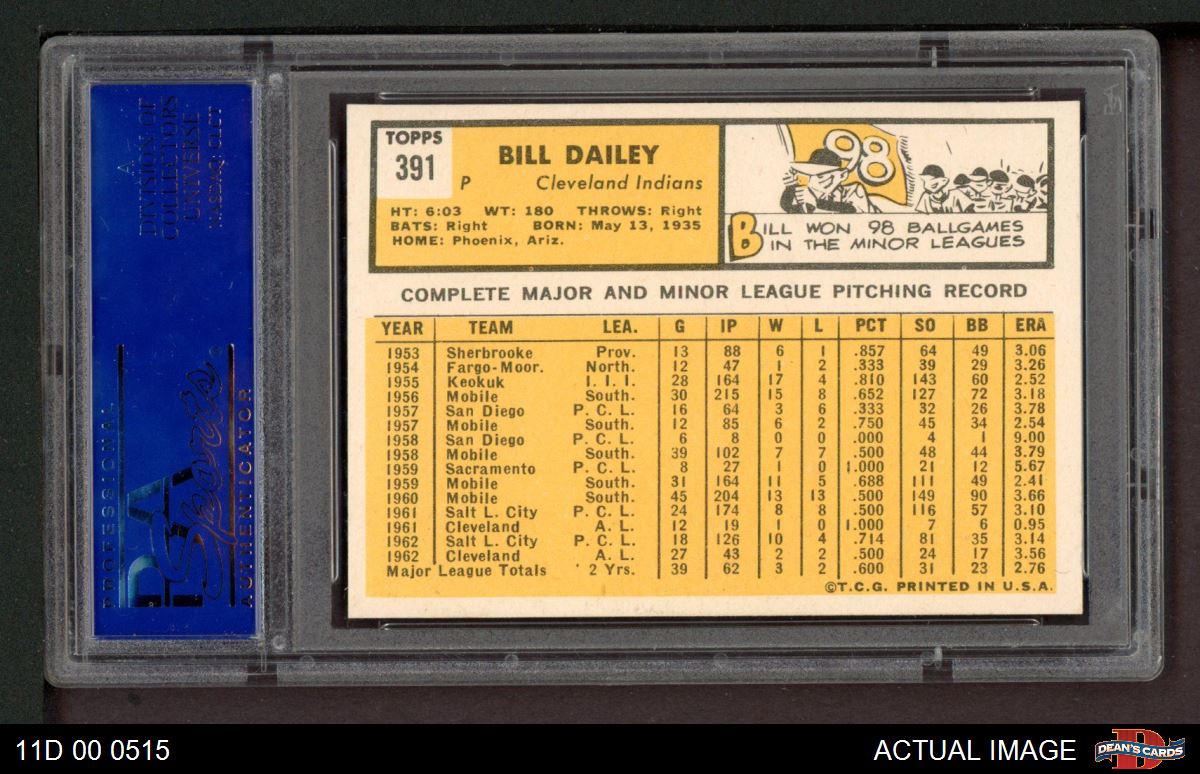 TOPPS
391
BILL DAILEY
P Cleveland Indians
HT: 6:03 WT: 180 THROWS: Right
BATS: Right BORN: May 13, 1935
HOME: Phoenix, Ariz.
98
BILL WON 98 BALLGAMES
IN THE MINOR LEAGUES
COMPLETE MAJOR AND MINOR LEAGUE PITCHING RECORD
YEAR TEAM LEA. G IP W L PCT SO BB ERA
1953 Sherbrooke Prov. 13 88 6 1 .857 64 49 3.06
1954 Fargo-Moor. North. 12 47 1 2 .333 39 29 3.26
1955 Keokuk I. I. I. 28 164 17 4 .810 143 60 2.52
1956 Mobile South. 30 215 15 8 .652 127 72 3.18
1957 San Diego P. C. L. 16 64 3 6 .333 32 26 3.78
1957 Mobile South. 12 85 6 2 .750 45 34 2.54
1958 San Diego P. C. L. 6 8 0 0 .000 4 1 9.00
1958 Mobile South. 39 102 7 7 .500 48 44 3.79
1959 Sacramento P. C. L. 8 27 1 0 1.000 21 12 5.67
1959 Mobile South. 31 164 11 5 .688 111 49 2.41
1960 Mobile South. 45 204 13 13 .500 149 90 3.66
1961 Salt L. City P. C. L. 24 174 8 8 .500 116 57 3.10
1961 Cleveland A. L. 12 19 1 0 1.000 7 6 0.95
1962 Salt L. City P. C. L. 18 126 10 4 .714 81 35 3.14
1962 Cleveland A. L. 27 43 2 2 .500 24 17 3.56
Major League Totals 2 Yrs. 39 62 3 2 .600 31 23 2.76
©T.C.G. PRINTED IN U.S.A.
A
DIVISION OF
COLLECTORS
UNIVERSE
NASDAQ: CLCT
PROFESSIONAL
PSA
Sports
AUTHENTICATOR
11D 00 0515
ACTUAL IMAGE
DEAN'S CARDS